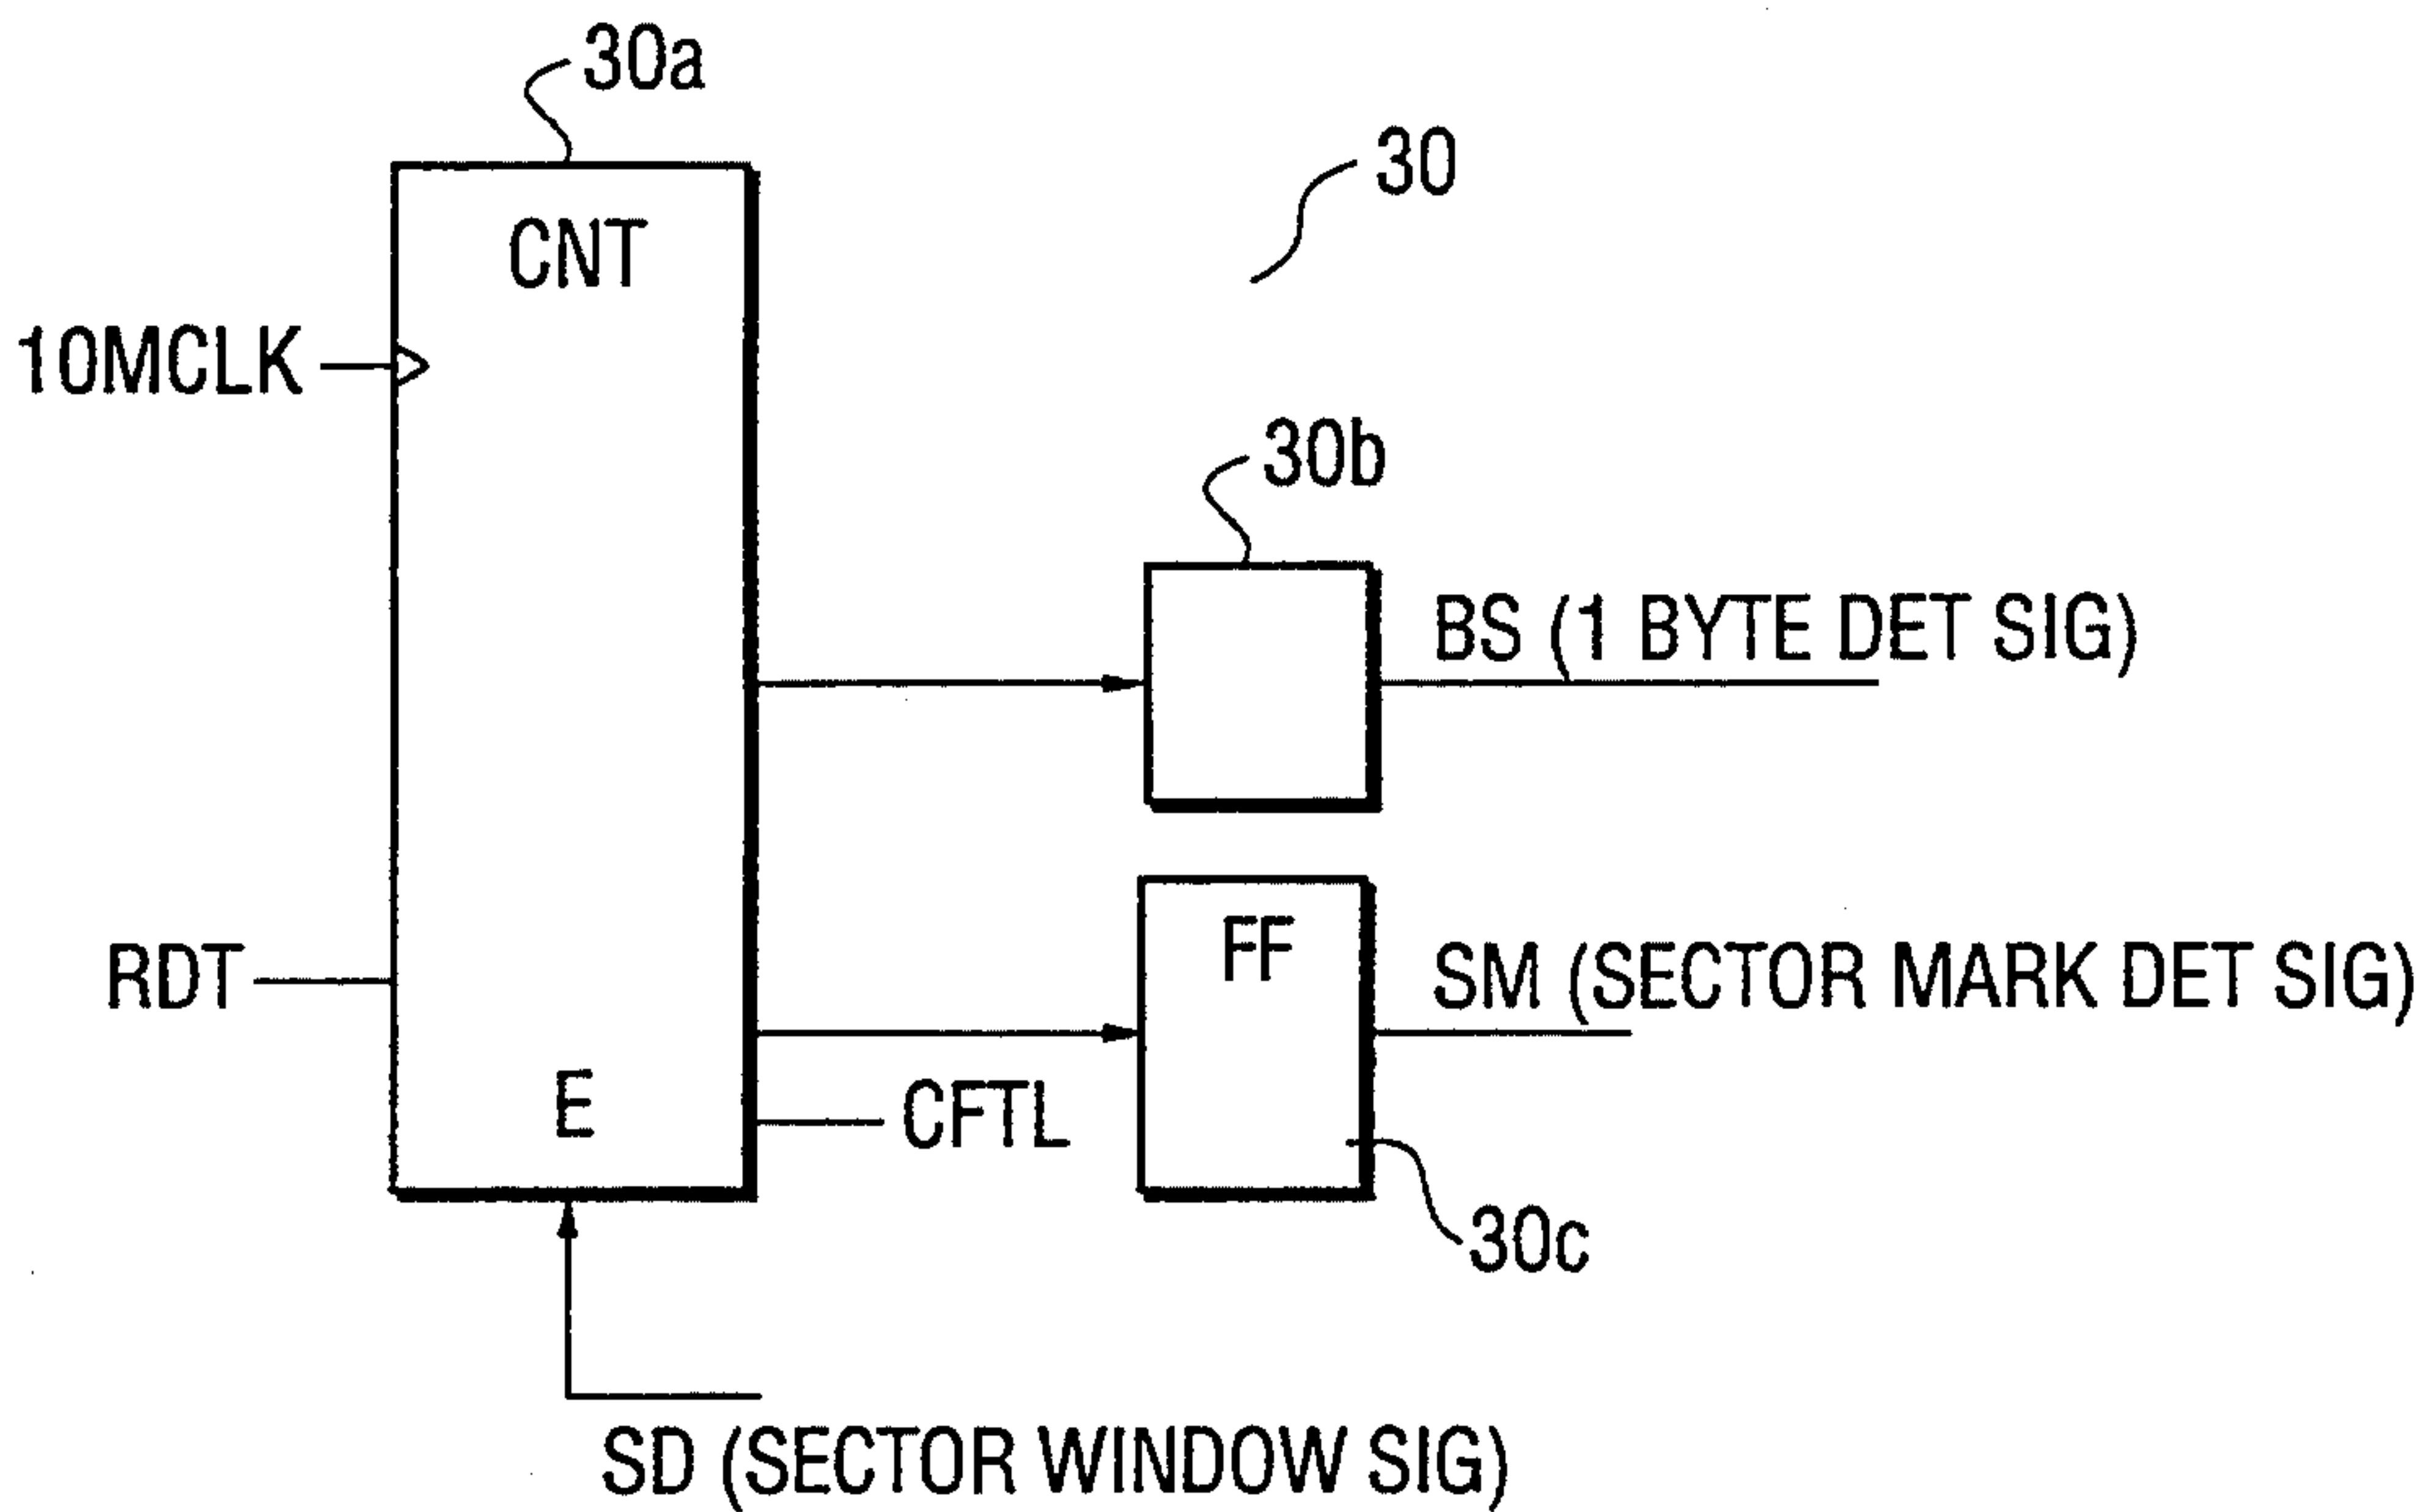 30a
30
CNT
10MCLK
30b
BS (1 BYTE DET SIG)
FF
RDT
SM (SECTOR MARK DET SIG)
E
CFTL
30c
SD (SECTOR WINDOW SIG)